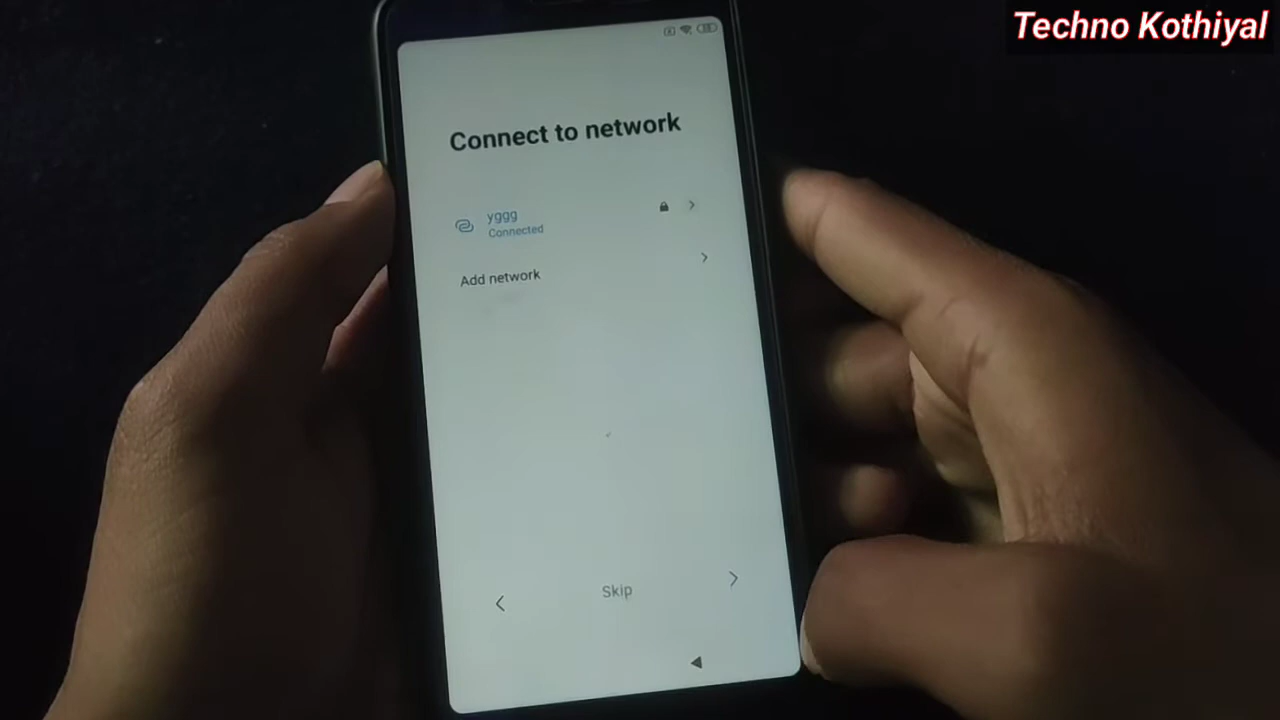 Techno Kothiyal
Connect to network
yggg
Connected
Add network
Skip